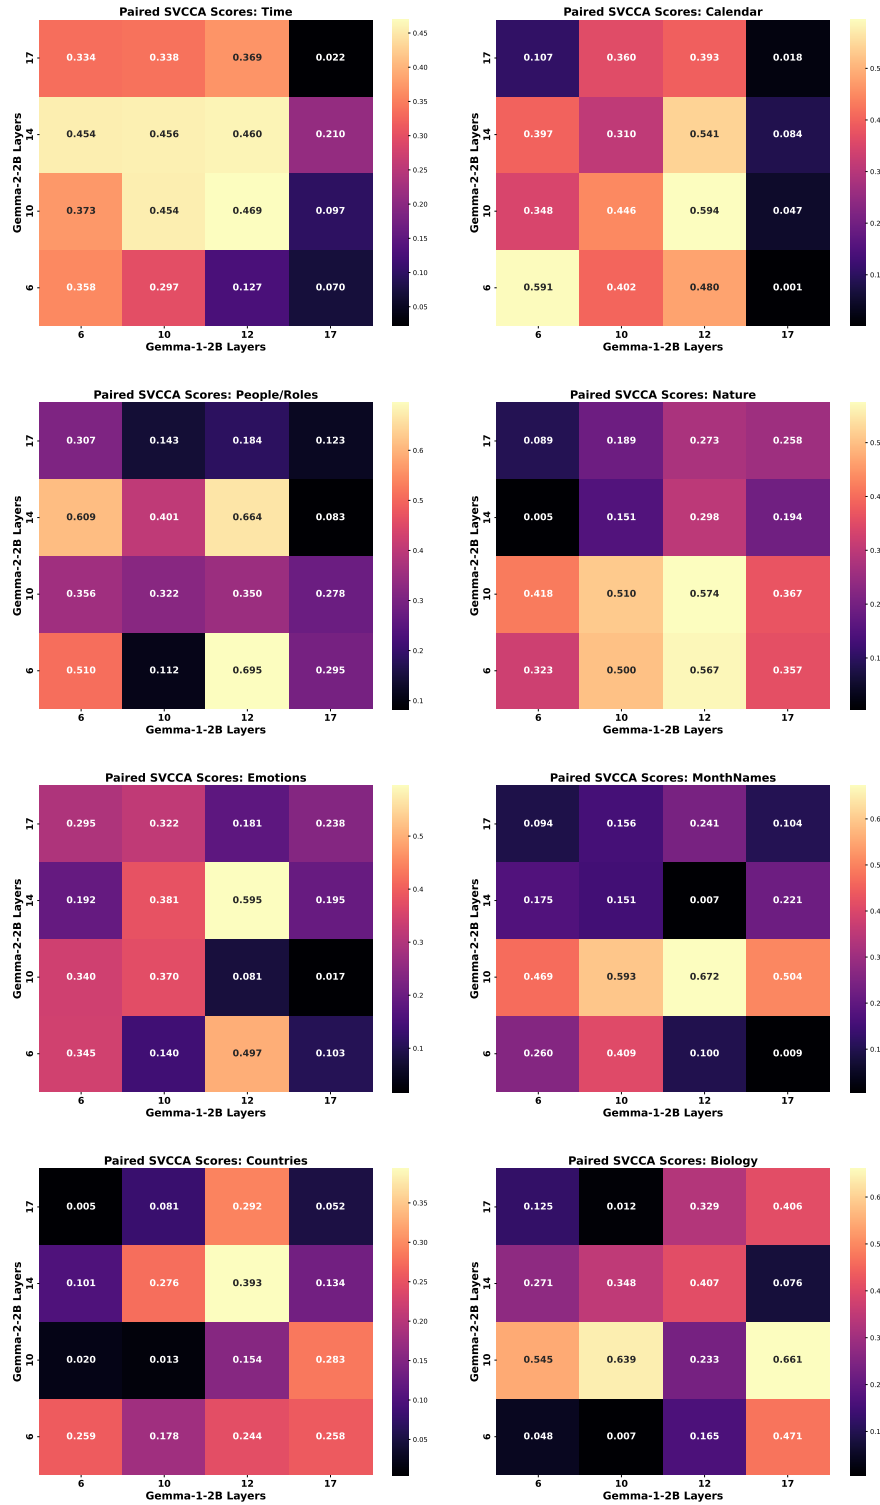 Paired SVCCA Scores: Time
Gemma-2-2B Layers
17 0.334 0.338 0.369 0.022
14 0.454 0.456 0.460 0.210
10 0.373 0.454 0.469 0.097
6 0.358 0.297 0.127 0.070
6 10 12 17
Gemma-1-2B Layers
0.45
0.40
0.35
0.30
0.25
0.20
0.15
0.10
0.05
Paired SVCCA Scores: Calendar
Gemma-2-2B Layers
17 0.107 0.360 0.393 0.018
14 0.397 0.310 0.541 0.084
10 0.348 0.446 0.594 0.047
6 0.591 0.402 0.480 0.001
6 10 12 17
Gemma-1-2B Layers
0.5
0.4
0.3
0.2
0.1
Paired SVCCA Scores: People/Roles
Gemma-2-2B Layers
17 0.307 0.143 0.184 0.123
14 0.609 0.401 0.664 0.083
10 0.356 0.322 0.350 0.278
6 0.510 0.112 0.695 0.295
6 10 12 17
Gemma-1-2B Layers
0.6
0.5
0.4
0.3
0.2
0.1
Paired SVCCA Scores: Nature
Gemma-2-2B Layers
17 0.089 0.189 0.273 0.258
14 0.005 0.151 0.298 0.194
10 0.418 0.510 0.574 0.367
6 0.323 0.500 0.567 0.357
6 10 12 17
Gemma-1-2B Layers
0.5
0.4
0.3
0.2
0.1
Paired SVCCA Scores: Emotions
Gemma-2-2B Layers
17 0.295 0.322 0.181 0.238
14 0.192 0.381 0.595 0.195
10 0.340 0.370 0.081 0.017
6 0.345 0.140 0.497 0.103
6 10 12 17
Gemma-1-2B Layers
0.5
0.4
0.3
0.2
0.1
Paired SVCCA Scores: MonthNames
Gemma-2-2B Layers
17 0.094 0.156 0.241 0.104
14 0.175 0.151 0.007 0.221
10 0.469 0.593 0.672 0.504
6 0.260 0.409 0.100 0.009
6 10 12 17
Gemma-1-2B Layers
0.6
0.5
0.4
0.3
0.2
0.1
Paired SVCCA Scores: Countries
Gemma-2-2B Layers
17 0.005 0.081 0.292 0.052
14 0.101 0.276 0.393 0.134
10 0.020 0.013 0.154 0.283
6 0.259 0.178 0.244 0.258
6 10 12 17
Gemma-1-2B Layers
0.35
0.30
0.25
0.20
0.15
0.10
0.05
Paired SVCCA Scores: Biology
Gemma-2-2B Layers
17 0.125 0.012 0.329 0.406
14 0.271 0.348 0.407 0.076
10 0.545 0.639 0.233 0.661
6 0.048 0.007 0.165 0.471
6 10 12 17
Gemma-1-2B Layers
0.6
0.5
0.4
0.3
0.2
0.1